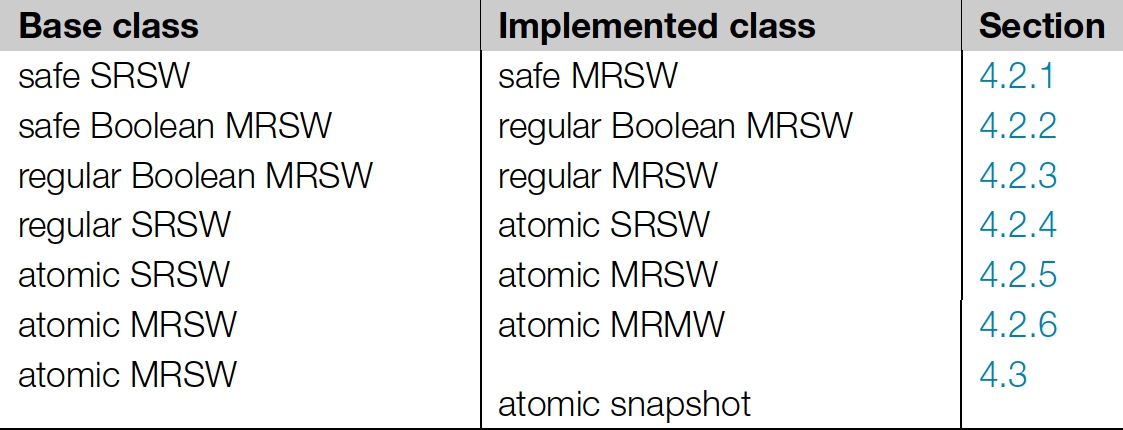 Base class Implemented class Section
safe SRSW safe MRSW 4.2.1
safe Boolean MRSW regular Boolean MRSW 4.2.2
regular Boolean MRSW regular MRSW 4.2.3
regular SRSW atomic SRSW 4.2.4
atomic SRSW atomic MRSW 4.2.5
atomic MRSW atomic MRMW 4.2.6
atomic MRSW 4.3
atomic snapshot